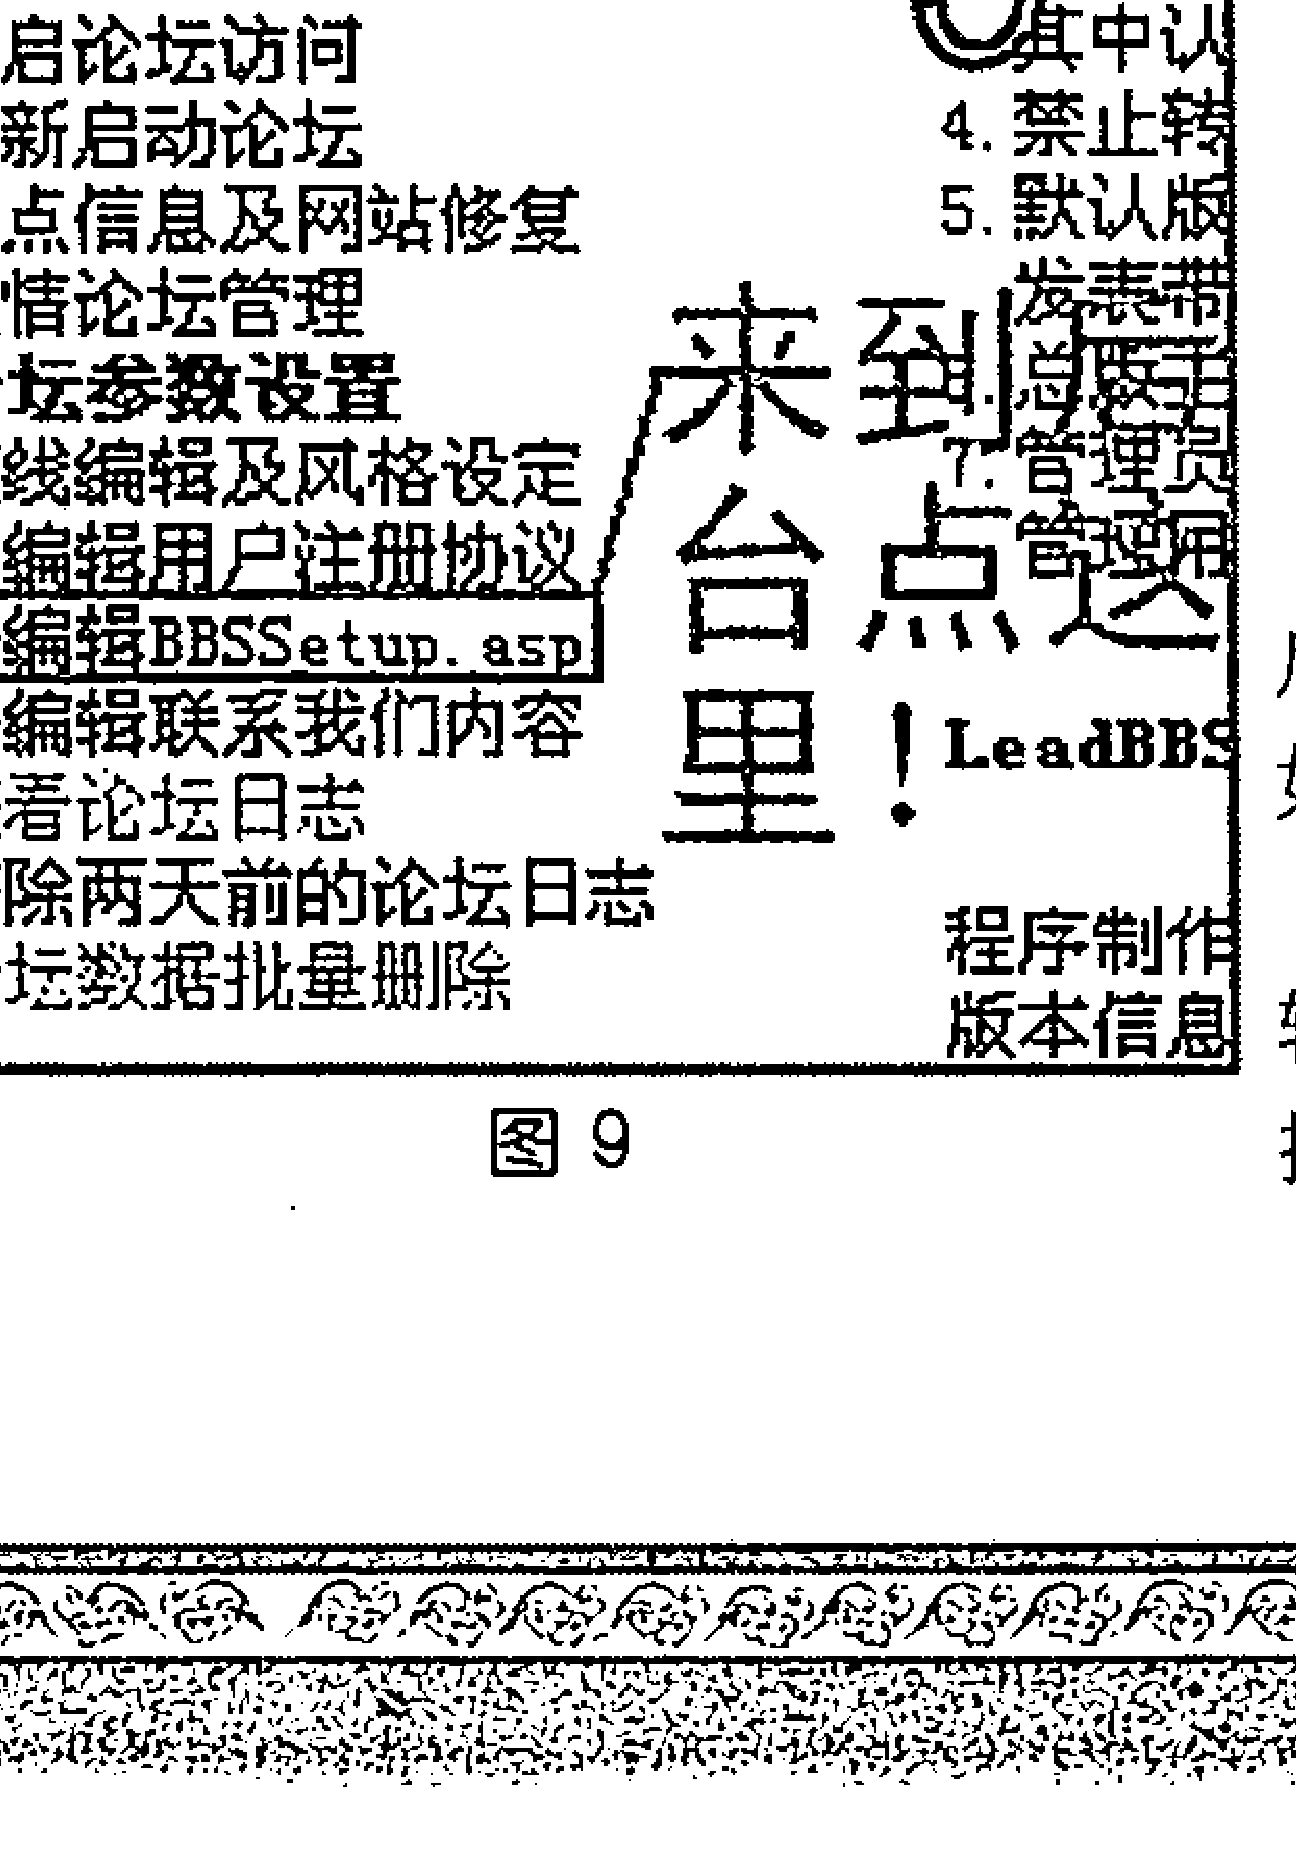 启论坛访问
新启动论坛
点信息及网站修复
情论坛管理
坛参数设置
线编辑及风格设定
编辑用户注册协议
编辑BBSSetup.asp
编辑联系我们内容
看论坛日志
除两天前的论坛日志
坛数据批量删除
其中认
4. 禁止转
5. 默认版
发表带
7. 管理员
管理用
来到后
台点这
里！
LeadBBS
程序制作
版本信息
图 9